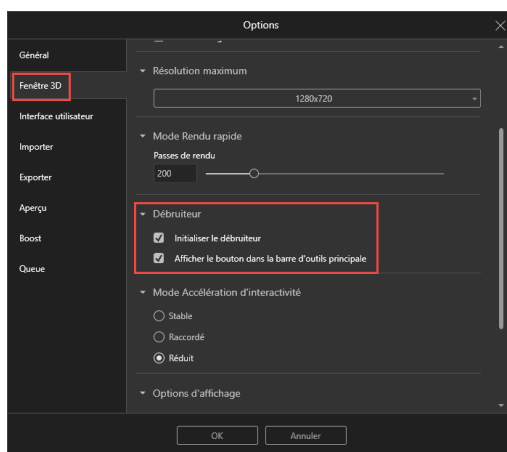 Options
Général
Fenêtre 3D
Interface utilisateur
Importer
Exporter
Aperçu
Boost
Queue
Résolution maximum
1280x720
Mode Rendu rapide
Passes de rendu
200
Débruiteur
Initialiser le débruiteur
Afficher le bouton dans la barre d'outils principale
Mode Accélération d'interactivité
Stable
Raccordé
Réduit
Options d'affichage
OK
Annuler